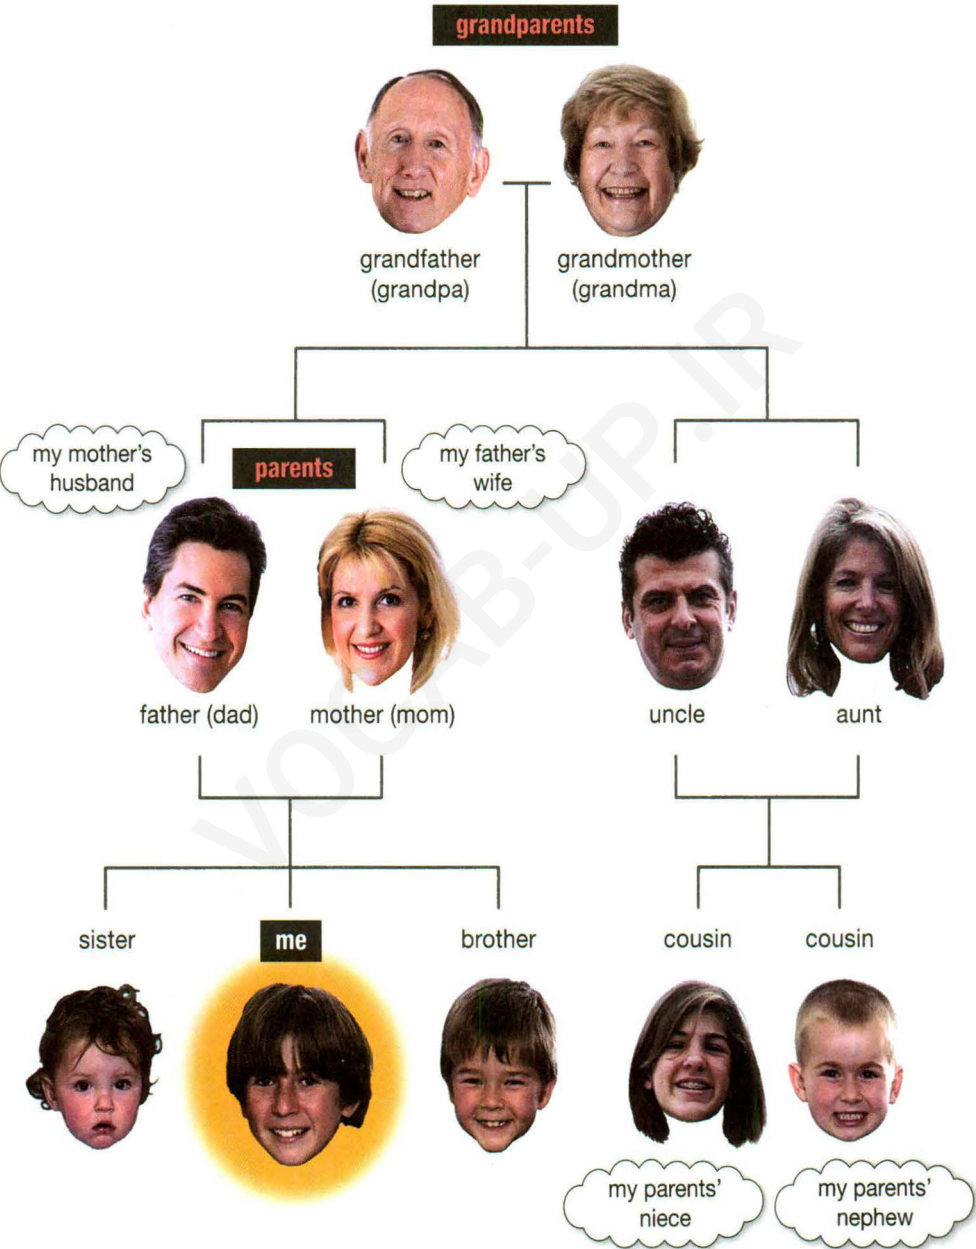 grandparents
grandfather
(grandpa)
grandmother
(grandma)
my mother's
husband
parents
my father's
wife
father (dad)
mother (mom)
uncle
aunt
sister
me
brother
cousin
cousin
my parents'
niece
my parents'
nephew
VOCAB-UP.IR